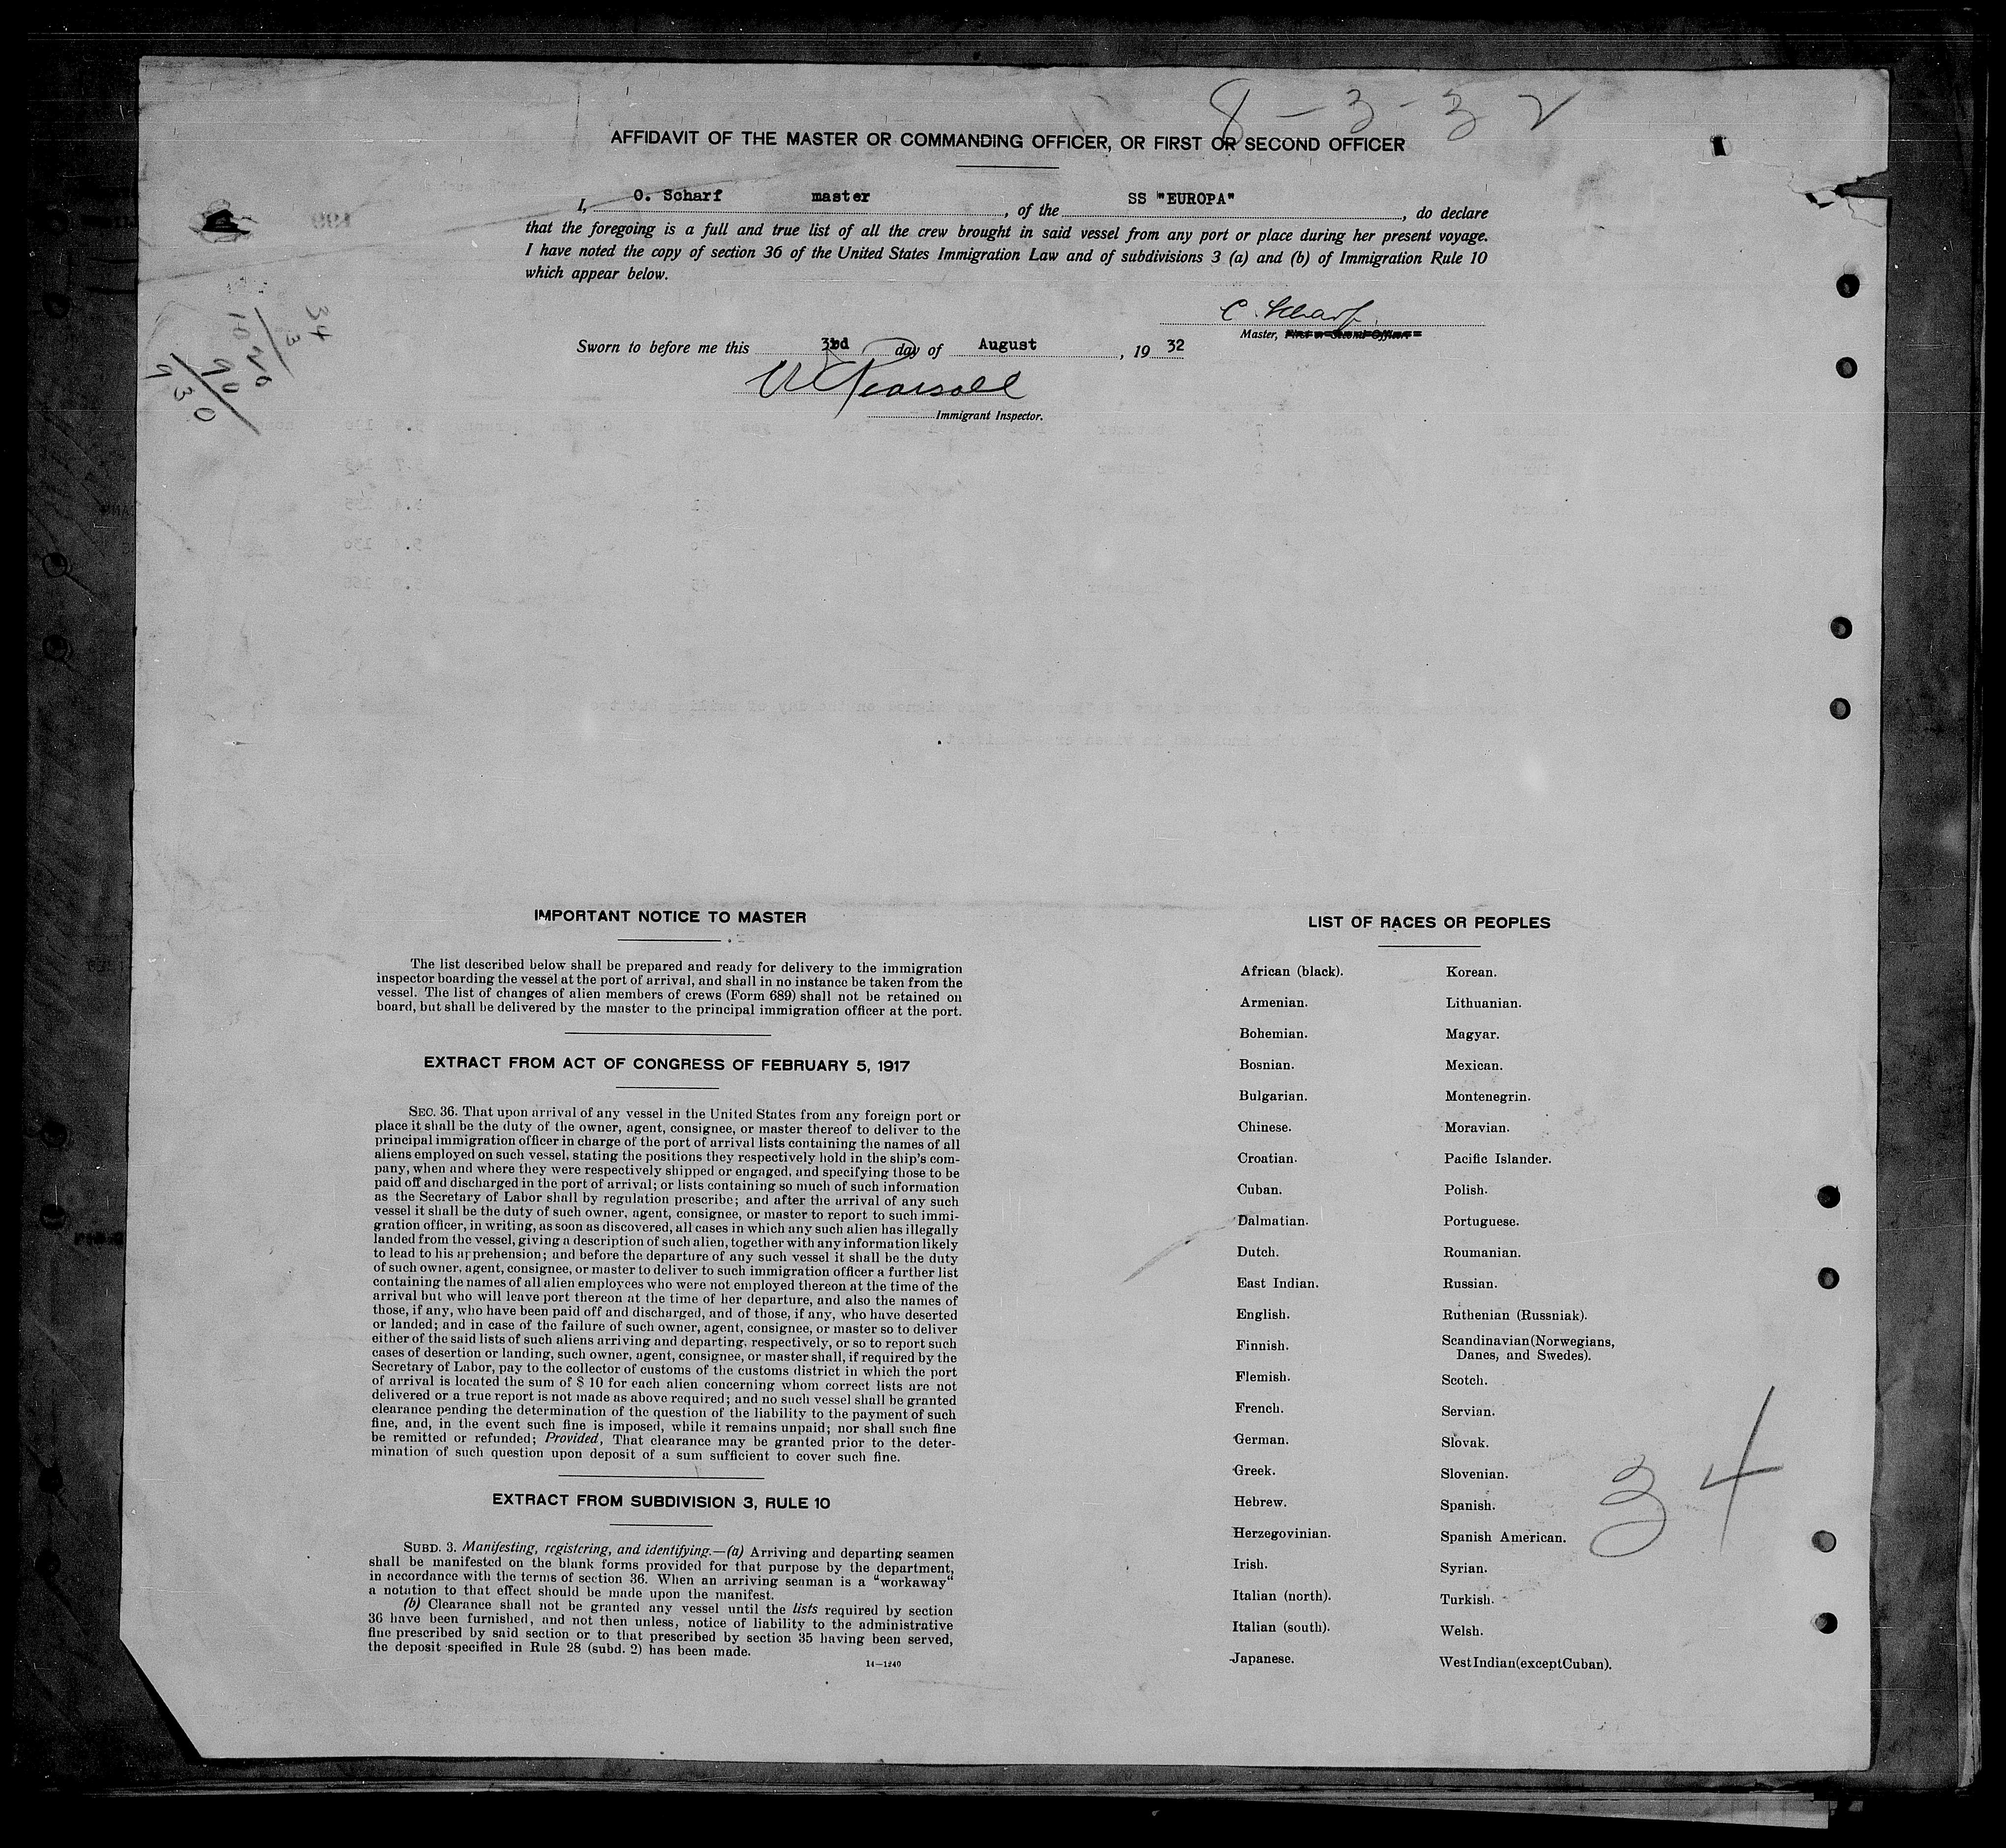 8-3-32
AFFIDAVIT OF THE MASTER OR COMMANDING OFFICER, OR FIRST OR SECOND OFFICER
I, O. Scharf master, of the SS "EUROPA", do declare
that the foregoing is a full and true list of all the crew brought in said vessel from any port or place during her present voyage.
I have noted the copy of section 36 of the United States Immigration Law and of subdivisions 3 (a) and (b) of Immigration Rule 10
which appear below.
C. Scharf.
Master, First or Second Officer.
Sworn to before me this 3rd day of August, 19 32
Pearsall
Immigrant Inspector.
34
3
1020
90
930
IMPORTANT NOTICE TO MASTER
The list described below shall be prepared and ready for delivery to the immigration
inspector boarding the vessel at the port of arrival, and shall in no instance be taken from the
vessel. The list of changes of alien members of crews (Form 689) shall not be retained on
board, but shall be delivered by the master to the principal immigration officer at the port.
EXTRACT FROM ACT OF CONGRESS OF FEBRUARY 5, 1917
SEC. 36. That upon arrival of any vessel in the United States from any foreign port or
place it shall be the duty of the owner, agent, consignee, or master thereof to deliver to the
principal immigration officer in charge of the port of arrival lists containing the names of all
aliens employed on such vessel, stating the positions they respectively hold in the ship's com-
pany, when and where they were respectively shipped or engaged, and specifying those to be
paid off and discharged in the port of arrival; or lists containing so much of such information
as the Secretary of Labor shall by regulation prescribe; and after the arrival of any such
vessel it shall be the duty of such owner, agent, consignee, or master to report to such immi-
gration officer, in writing, as soon as discovered, all cases in which any such alien has illegally
landed from the vessel, giving a description of such alien, together with any information likely
to lead to his apprehension; and before the departure of any such vessel it shall be the duty
of such owner, agent, consignee, or master to deliver to such immigration officer a further list
containing the names of all alien employees who were not employed thereon at the time of the
arrival but who will leave port thereon at the time of her departure, and also the names of
those, if any, who have been paid off and discharged, and of those, if any, who have deserted
or landed; and in case of the failure of such owner, agent, consignee, or master so to deliver
either of the said lists of such aliens arriving and departing, respectively, or so to report such
cases of desertion or landing, such owner, agent, consignee, or master shall, if required by the
Secretary of Labor, pay to the collector of customs of the customs district in which the port
of arrival is located the sum of $ 10 for each alien concerning whom correct lists are not
delivered or a true report is not made as above required; and no such vessel shall be granted
clearance pending the determination of the question of the liability to the payment of such
fine, and, in the event such fine is imposed, while it remains unpaid; nor shall such fine
be remitted or refunded; Provided, That clearance may be granted prior to the deter-
mination of such question upon deposit of a sum sufficient to cover such fine.
EXTRACT FROM SUBDIVISION 3, RULE 10
SUBD. 3. Manifesting, registering, and identifying.—(a) Arriving and departing seamen
shall be manifested on the blank forms provided for that purpose by the department,
in accordance with the terms of section 36. When an arriving seaman is a “workaway“
a notation to that effect should be made upon the manifest.
(b) Clearance shall not be granted any vessel until the lists required by section
36 have been furnished, and not then unless, notice of liability to the administrative
fine prescribed by said section or to that prescribed by section 35 having been served,
the deposit specified in Rule 28 (subd. 2) has been made.
14—1240
LIST OF RACES OR PEOPLES
African (black).
Armenian.
Bohemian.
Bosnian.
Bulgarian.
Chinese.
Croatian.
Cuban.
Dalmatian.
Dutch.
East Indian.
English.
Finnish.
Flemish.
French.
German.
Greek.
Hebrew.
Herzegovinian.
Irish.
Italian (north).
Italian (south).
Japanese.
Korean.
Lithuanian.
Magyar.
Mexican.
Montenegrin.
Moravian.
Pacific Islander.
Polish.
Portuguese.
Roumanian.
Russian.
Ruthenian (Russniak).
Scandinavian (Norwegians,
Danes, and Swedes).
Scotch.
Servian.
Slovak.
Slovenian.
Spanish.
Spanish American.
Syrian.
Turkish.
Welsh.
West Indian (except Cuban).
34